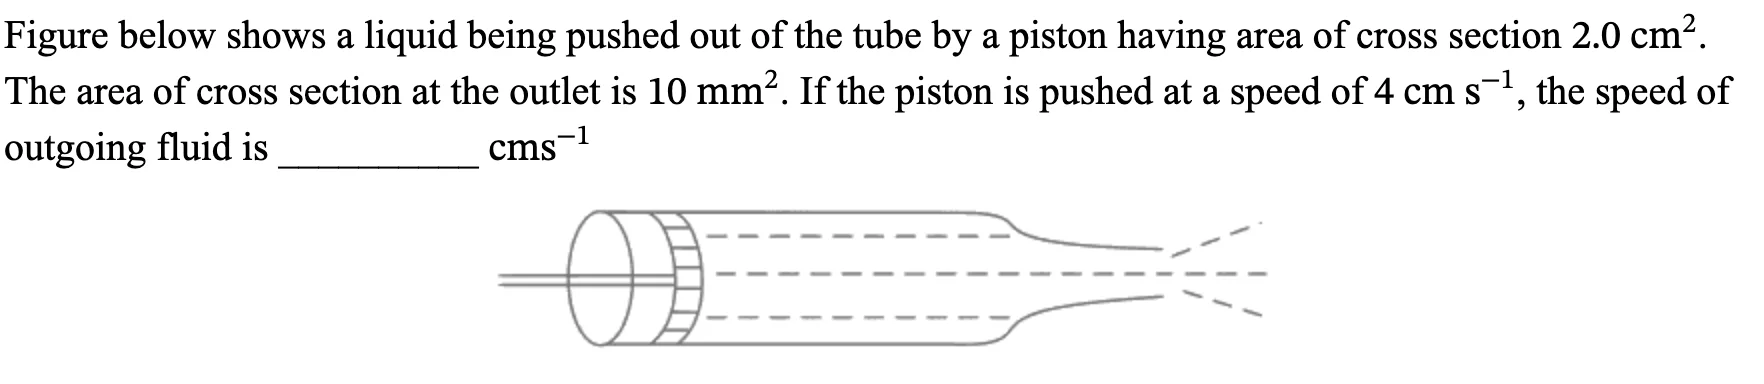 Figure below shows a liquid being pushed out of the tube by a piston having area of cross section 2.0 cm².
The area of cross section at the outlet is 10 mm². If the piston is pushed at a speed of 4 cm s⁻¹, the speed of
outgoing fluid is __________ cms⁻¹